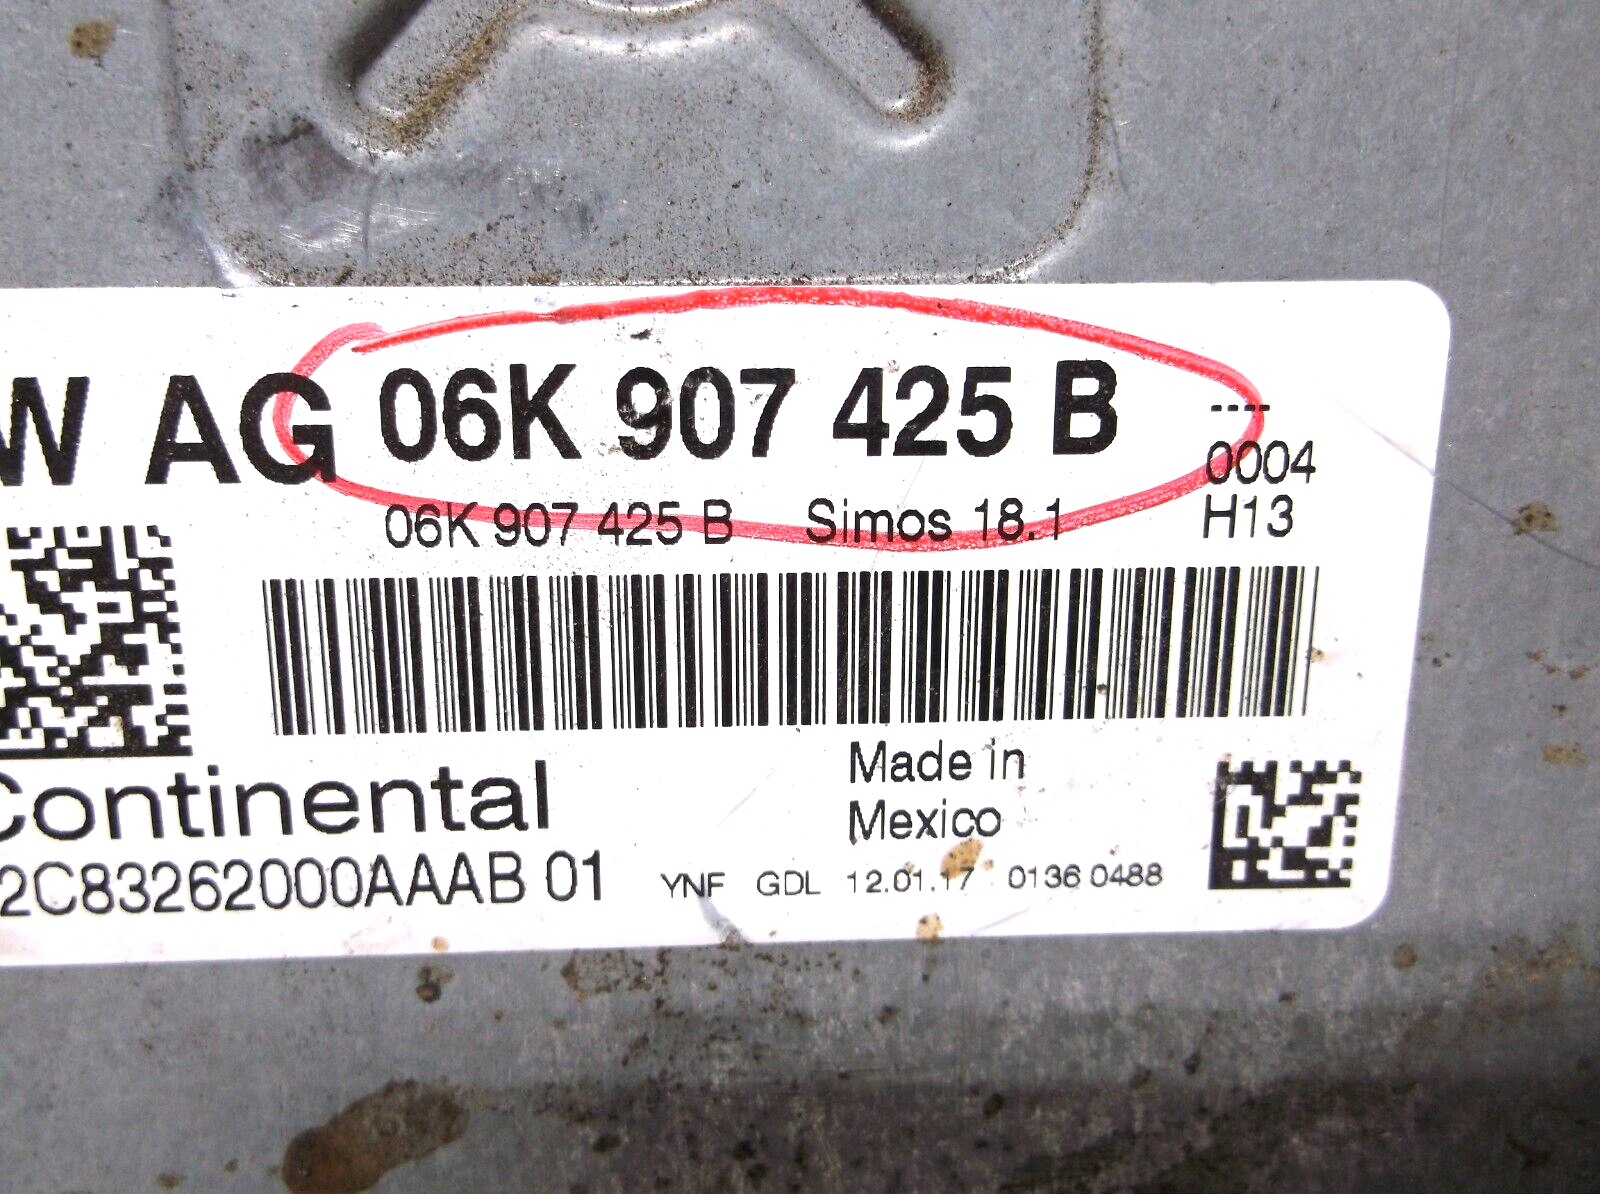 W AG 06K 907 425 B ----
0004
06K 907 425 B Simos 18.1 H13
Continental
Made in
Mexico
2C83262000AAAB 01 YNF GDL 12.01.17 0136 0488